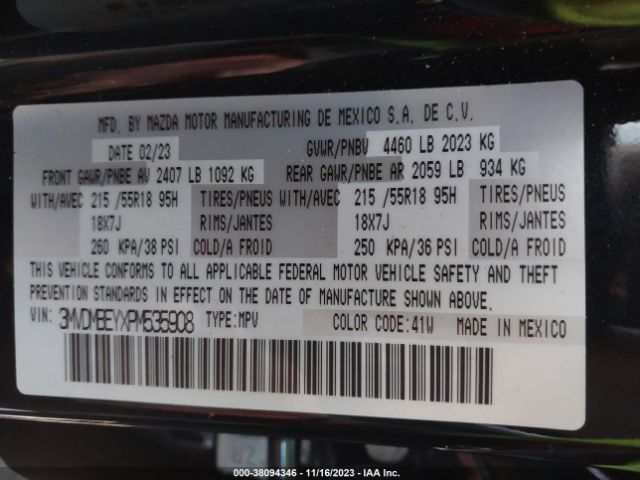 MFD. BY MAZDA MOTOR MANUFACTURING DE MEXICO S.A. DE C.V.
DATE 02/23 GVWR/PNBV 4460 LB 2023 KG
FRONT GAWR/PNBE AV 2407 LB 1092 KG REAR GAWR/PNBE AR 2059 LB 934 KG
WITH/AVEC 215 /55R18 95H TIRES/PNEUS WITH/AVEC 215 /55R18 95H TIRES/PNEUS
18X7J RIMS/JANTES 18X7J RIMS/JANTES
260 KPA/38 PSI COLD/A FROID 250 KPA/36 PSI COLD/A FROID
THIS VEHICLE CONFORMS TO ALL APPLICABLE FEDERAL MOTOR VEHICLE SAFETY AND THEFT
PREVENTION STANDARDS IN EFFECT ON THE DATE OF MANUFACTURE SHOWN ABOVE.
VIN: 3MVDMBEYXPM535908 TYPE:MPV COLOR CODE:41W MADE IN MEXICO
000-38094346 - 11/16/2023 - IAA Inc.